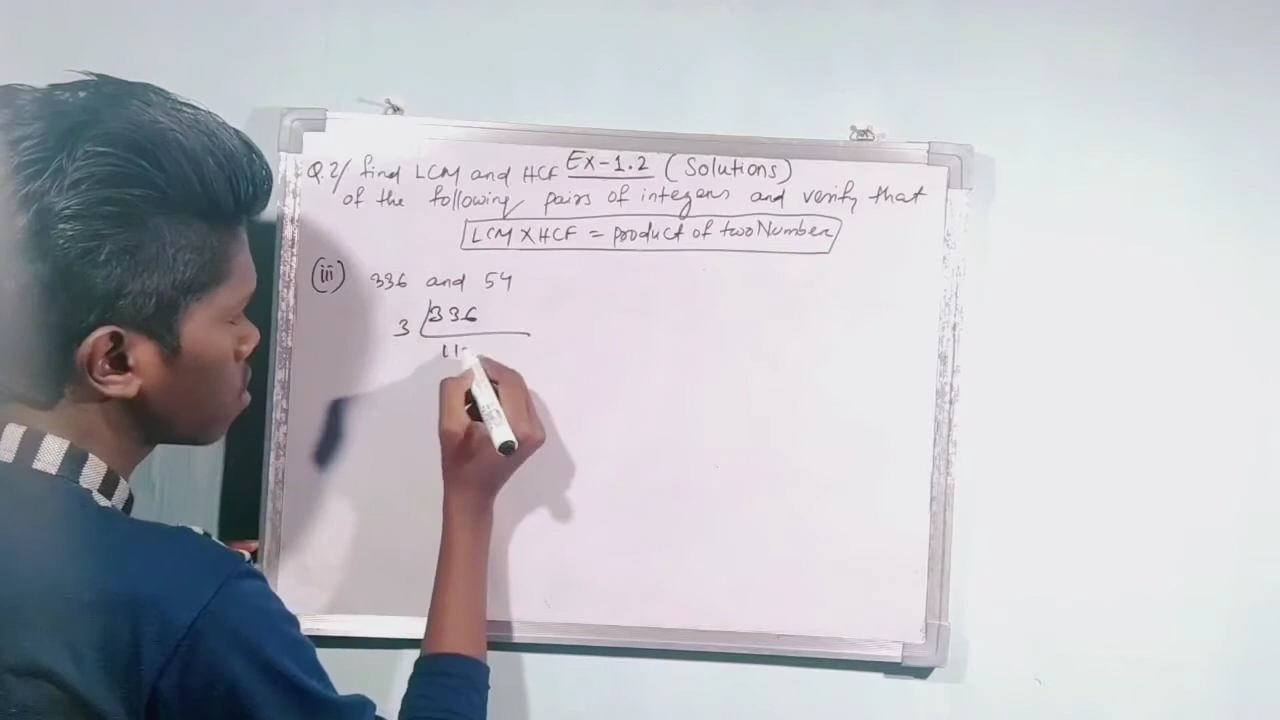 Ex-1.2 (Solutions)
Q.2/ find LCM and HCF
of the following pairs of integers and verify that
LCM X HCF = product of two Number
(iii) 336 and 54
3 336
11